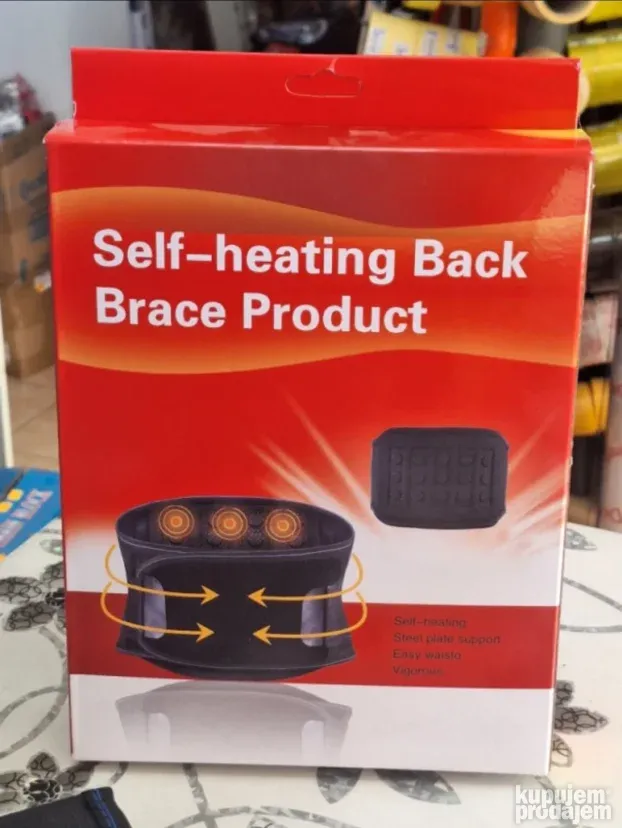 Self-heating Back
Brace Product
Self-heating
Steel plate support
Easy waisto
Vigorous
kupujem
prodajem